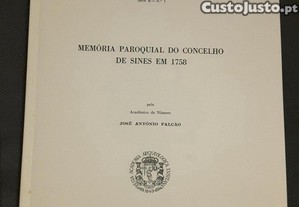 CustoJusto.pt
MEMÓRIA PAROQUIAL DO CONCELHO
DE SINES EM 1758
pelo
Académico de Número
JOSÉ ANTÓNIO FALCÃO